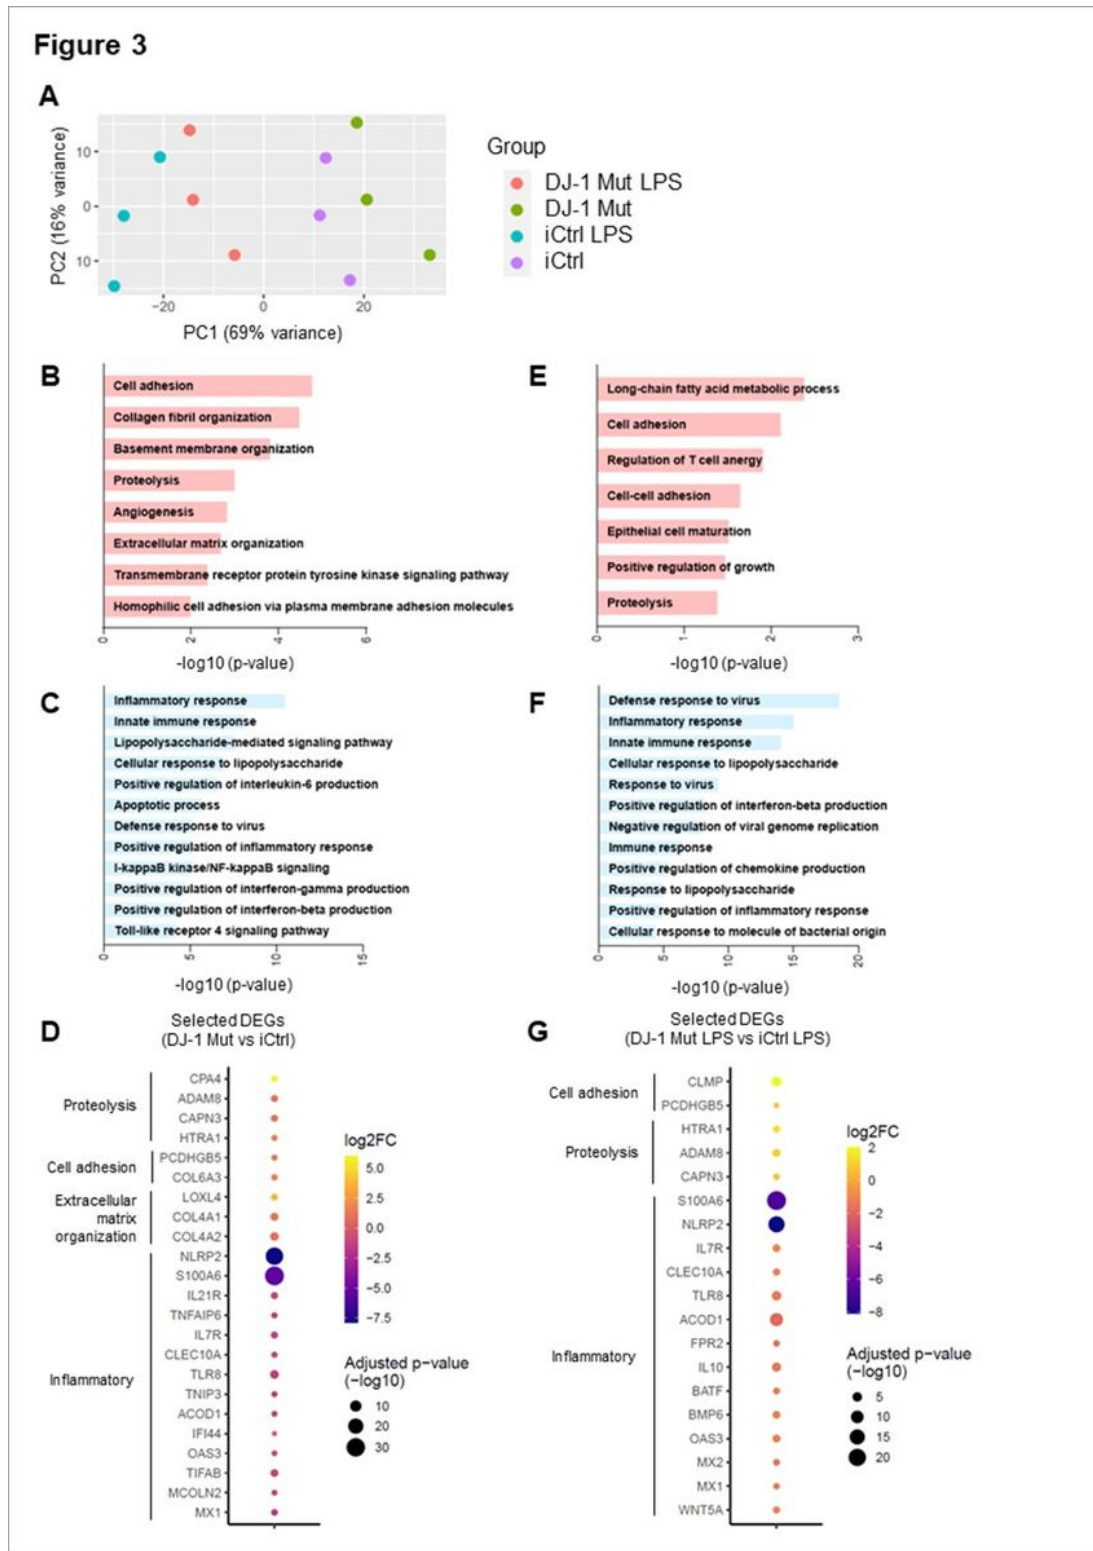 Figure 3
A
PC2 (16% variance)
10
0
10
−20
0
20
PC1 (69% variance)
Group
DJ-1 Mut LPS
DJ-1 Mut
iCtrl LPS
iCtrl
B
Cell adhesion
Collagen fibril organization
Basement membrane organization
Proteolysis
Angiogenesis
Extracellular matrix organization
Transmembrane receptor protein tyrosine kinase signaling pathway
Homophilic cell adhesion via plasma membrane adhesion molecules
0
2
4
6
-log10 (p-value)
E
Long-chain fatty acid metabolic process
Cell adhesion
Regulation of T cell anergy
Cell-cell adhesion
Epithelial cell maturation
Positive regulation of growth
Proteolysis
0
1
2
3
-log10 (p-value)
C
Inflammatory response
Innate immune response
Lipopolysaccharide-mediated signaling pathway
Cellular response to lipopolysaccharide
Positive regulation of interleukin-6 production
Apoptotic process
Defense response to virus
Positive regulation of inflammatory response
I-kappaB kinase/NF-kappaB signaling
Positive regulation of interferon-gamma production
Positive regulation of interferon-beta production
Toll-like receptor 4 signaling pathway
0
5
10
15
-log10 (p-value)
F
Defense response to virus
Inflammatory response
Innate immune response
Cellular response to lipopolysaccharide
Response to virus
Positive regulation of interferon-beta production
Negative regulation of viral genome replication
Immune response
Positive regulation of chemokine production
Response to lipopolysaccharide
Positive regulation of inflammatory response
Cellular response to molecule of bacterial origin
0
5
10
15
20
-log10 (p-value)
D
Selected DEGs
(DJ-1 Mut vs iCtrl)
Proteolysis
Cell adhesion
Extracellular
matrix
organization
Inflammatory
CPA4
ADAM8
CAPN3
HTRA1
PCDHGB5
COL6A3
LOXL4
COL4A1
COL4A2
NLRP2
S100A6
IL21R
TNFAIP6
IL7R
CLEC10A
TLR8
TNIP3
ACOD1
IFI44
OAS3
TIFAB
MCOLN2
MX1
log2FC
5.0
2.5
0.0
−2.5
−5.0
−7.5
Adjusted p−value
(−log10)
10
20
30
G
Selected DEGs
(DJ-1 Mut LPS vs iCtrl LPS)
Cell adhesion
Proteolysis
Inflammatory
CLMP
PCDHGB5
HTRA1
ADAM8
CAPN3
S100A6
NLRP2
IL7R
CLEC10A
TLR8
ACOD1
FPR2
IL10
BATF
BMP6
OAS3
MX2
MX1
WNT5A
log2FC
2
0
−2
−4
−6
−8
Adjusted p−value
(−log10)
5
10
15
20